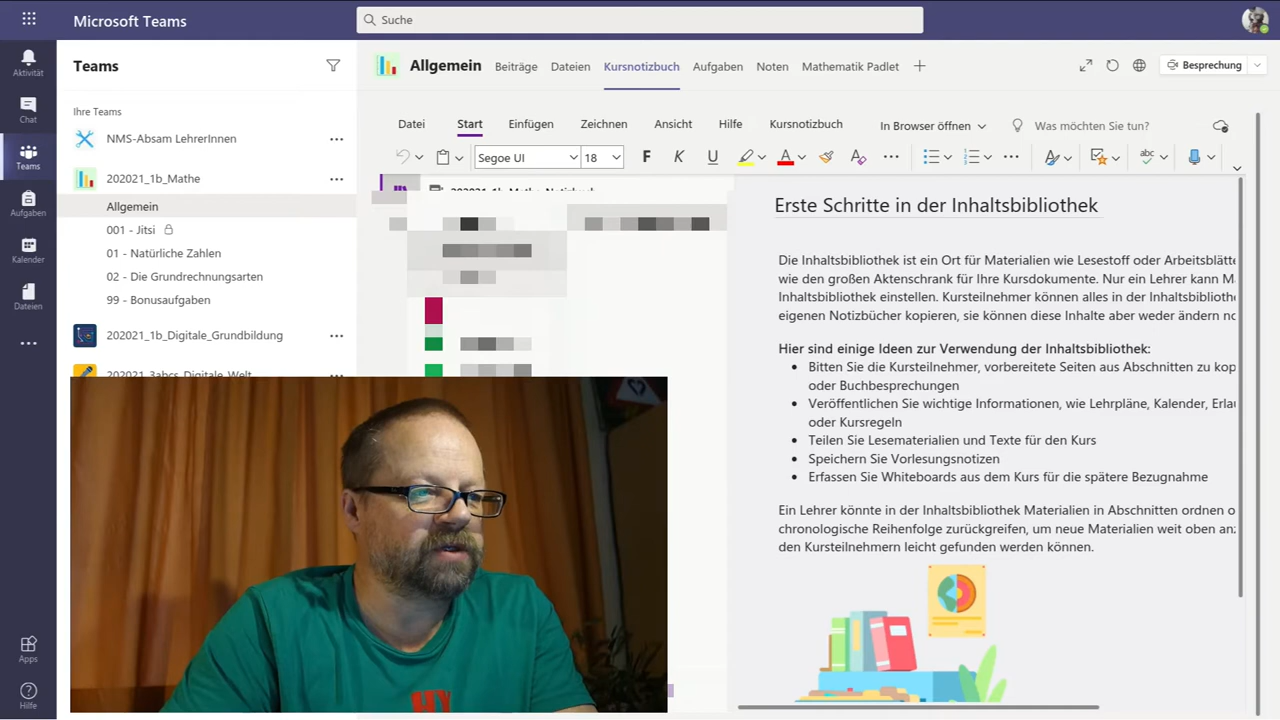 Microsoft Teams
Suche
Aktivität
Chat
Teams
Aufgaben
Kalender
Dateien
Apps
Hilfe
Teams
Ihre Teams
NMS-Absam LehrerInnen
202021_1b_Mathe
Allgemein
001 - Jitsi
01 - Natürliche Zahlen
02 - Die Grundrechnungsarten
99 - Bonusaufgaben
202021_1b_Digitale_Grundbildung
202021_3abcs_Digitale_Welt
Allgemein Beiträge Dateien Kursnotizbuch Aufgaben Noten Mathematik Padlet
Besprechung
Datei Start Einfügen Zeichnen Ansicht Hilfe Kursnotizbuch In Browser öffnen Was möchten Sie tun?
Segoe UI 18 F K U A A abc
202021_1b_Mathe_Notizbuch
Erste Schritte in der Inhaltsbibliothek
Die Inhaltsbibliothek ist ein Ort für Materialien wie Lesestoff oder Arbeitsblätte
wie den großen Aktenschrank für Ihre Kursdokumente. Nur ein Lehrer kann M
Inhaltsbibliothek einstellen. Kursteilnehmer können alles in der Inhaltsbibliothe
eigenen Notizbücher kopieren, sie können diese Inhalte aber weder ändern no
Hier sind einige Ideen zur Verwendung der Inhaltsbibliothek:
• Bitten Sie die Kursteilnehmer, vorbereitete Seiten aus Abschnitten zu kop
oder Buchbesprechungen
• Veröffentlichen Sie wichtige Informationen, wie Lehrpläne, Kalender, Erlau
oder Kursregeln
• Teilen Sie Lesematerialien und Texte für den Kurs
• Speichern Sie Vorlesungsnotizen
• Erfassen Sie Whiteboards aus dem Kurs für die spätere Bezugnahme
Ein Lehrer könnte in der Inhaltsbibliothek Materialien in Abschnitten ordnen o
chronologische Reihenfolge zurückgreifen, um neue Materialien weit oben anz
den Kursteilnehmern leicht gefunden werden können.